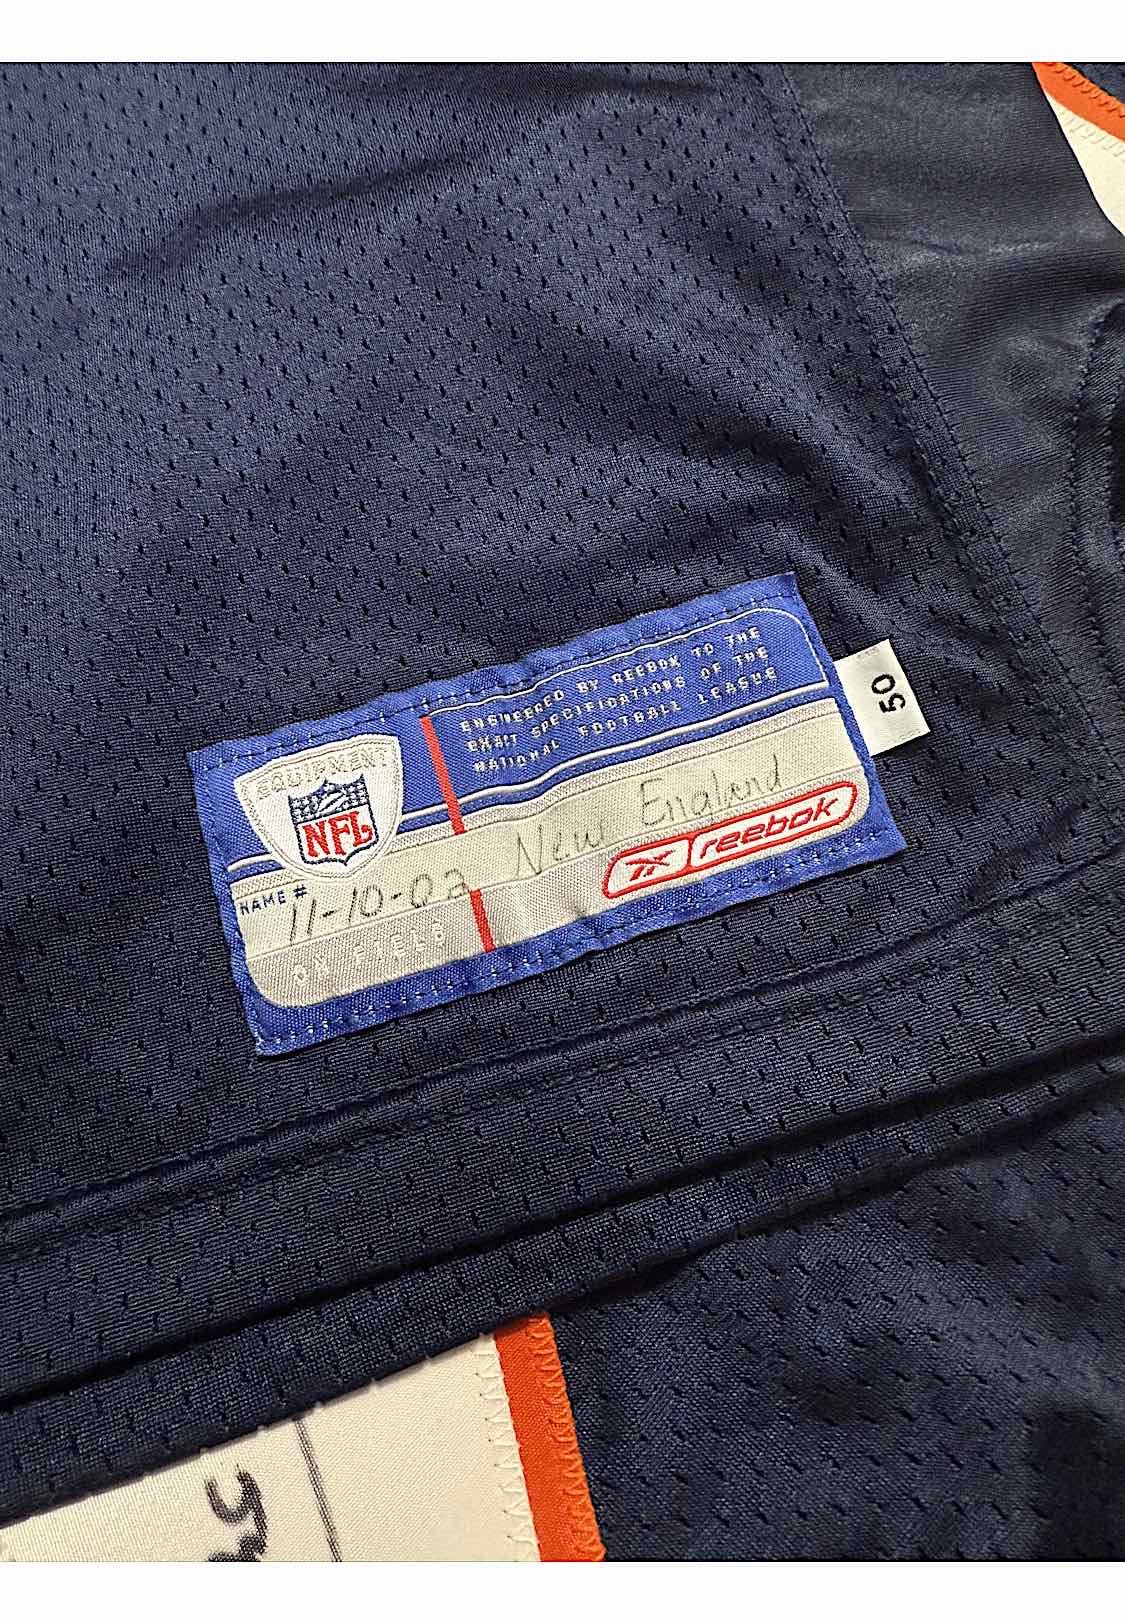 ENGINEERED BY REEBOK TO THE
EXACT SPECIFICATIONS OF THE
NATIONAL FOOTBALL LEAGUE
50
EQUIPMENT
NFL
New England
reebok
NAME #
11-10-02
ON FIELD